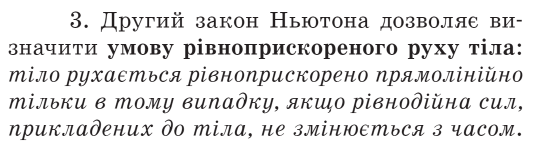 3. Другий закон Ньютона дозволяє ви-
значити умову рівноприскореного руху тіла:
тіло рухається рівноприскорено прямолінійно
тільки в тому випадку, якщо рівнодійна сил,
прикладених до тіла, не змінюється з часом.